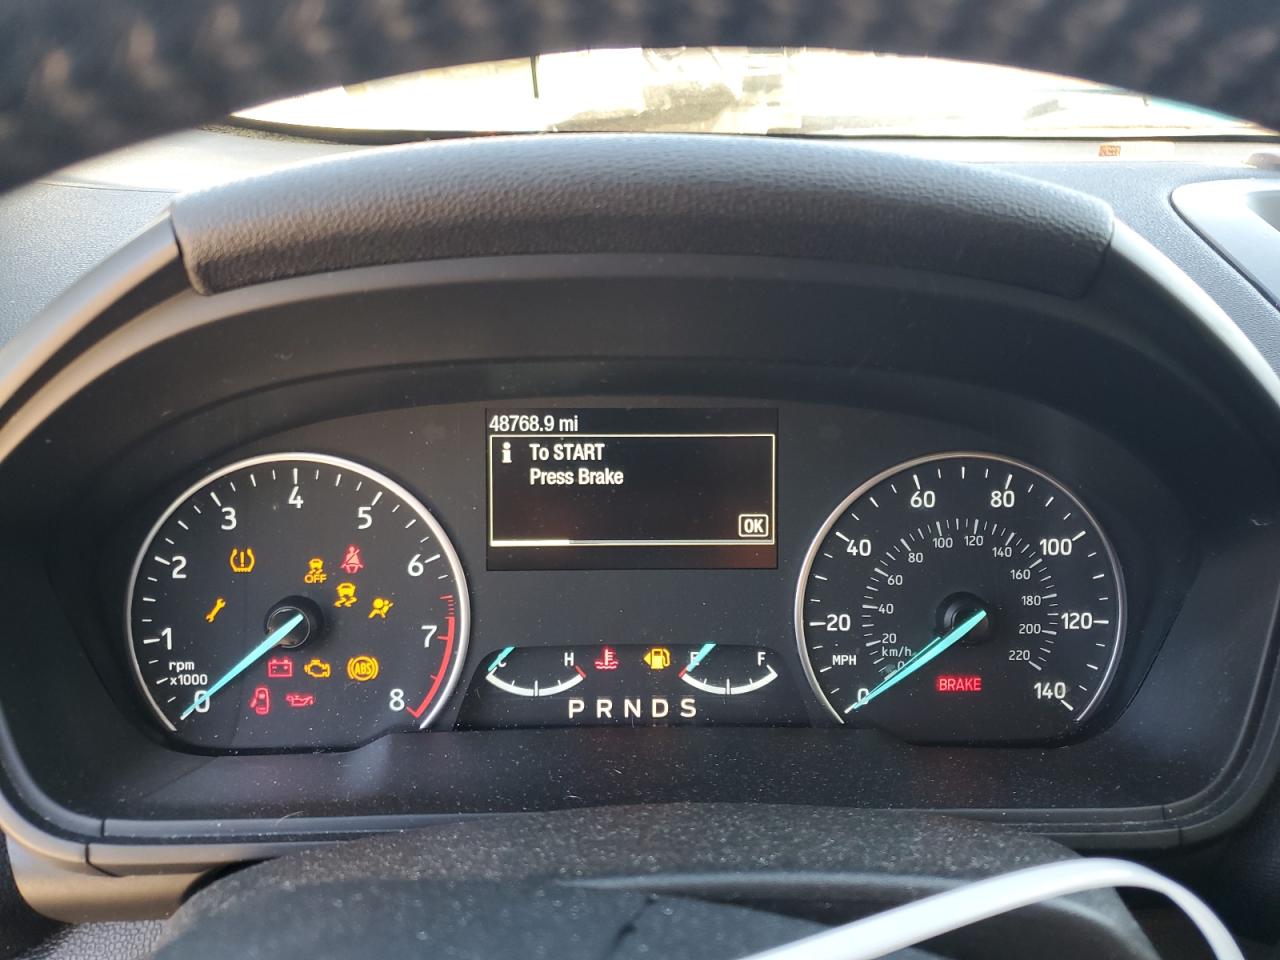 48768.9 mi
i To START
Press Brake
OK
0 1 2 3 4 5 6 7 8
rpm
x1000
OFF
ABS
C H
E F
P R N D S
0 20 40 60 80 100 120 140
MPH
0 20 40 60 80 100 120 140 160 180 200 220
km/h
BRAKE